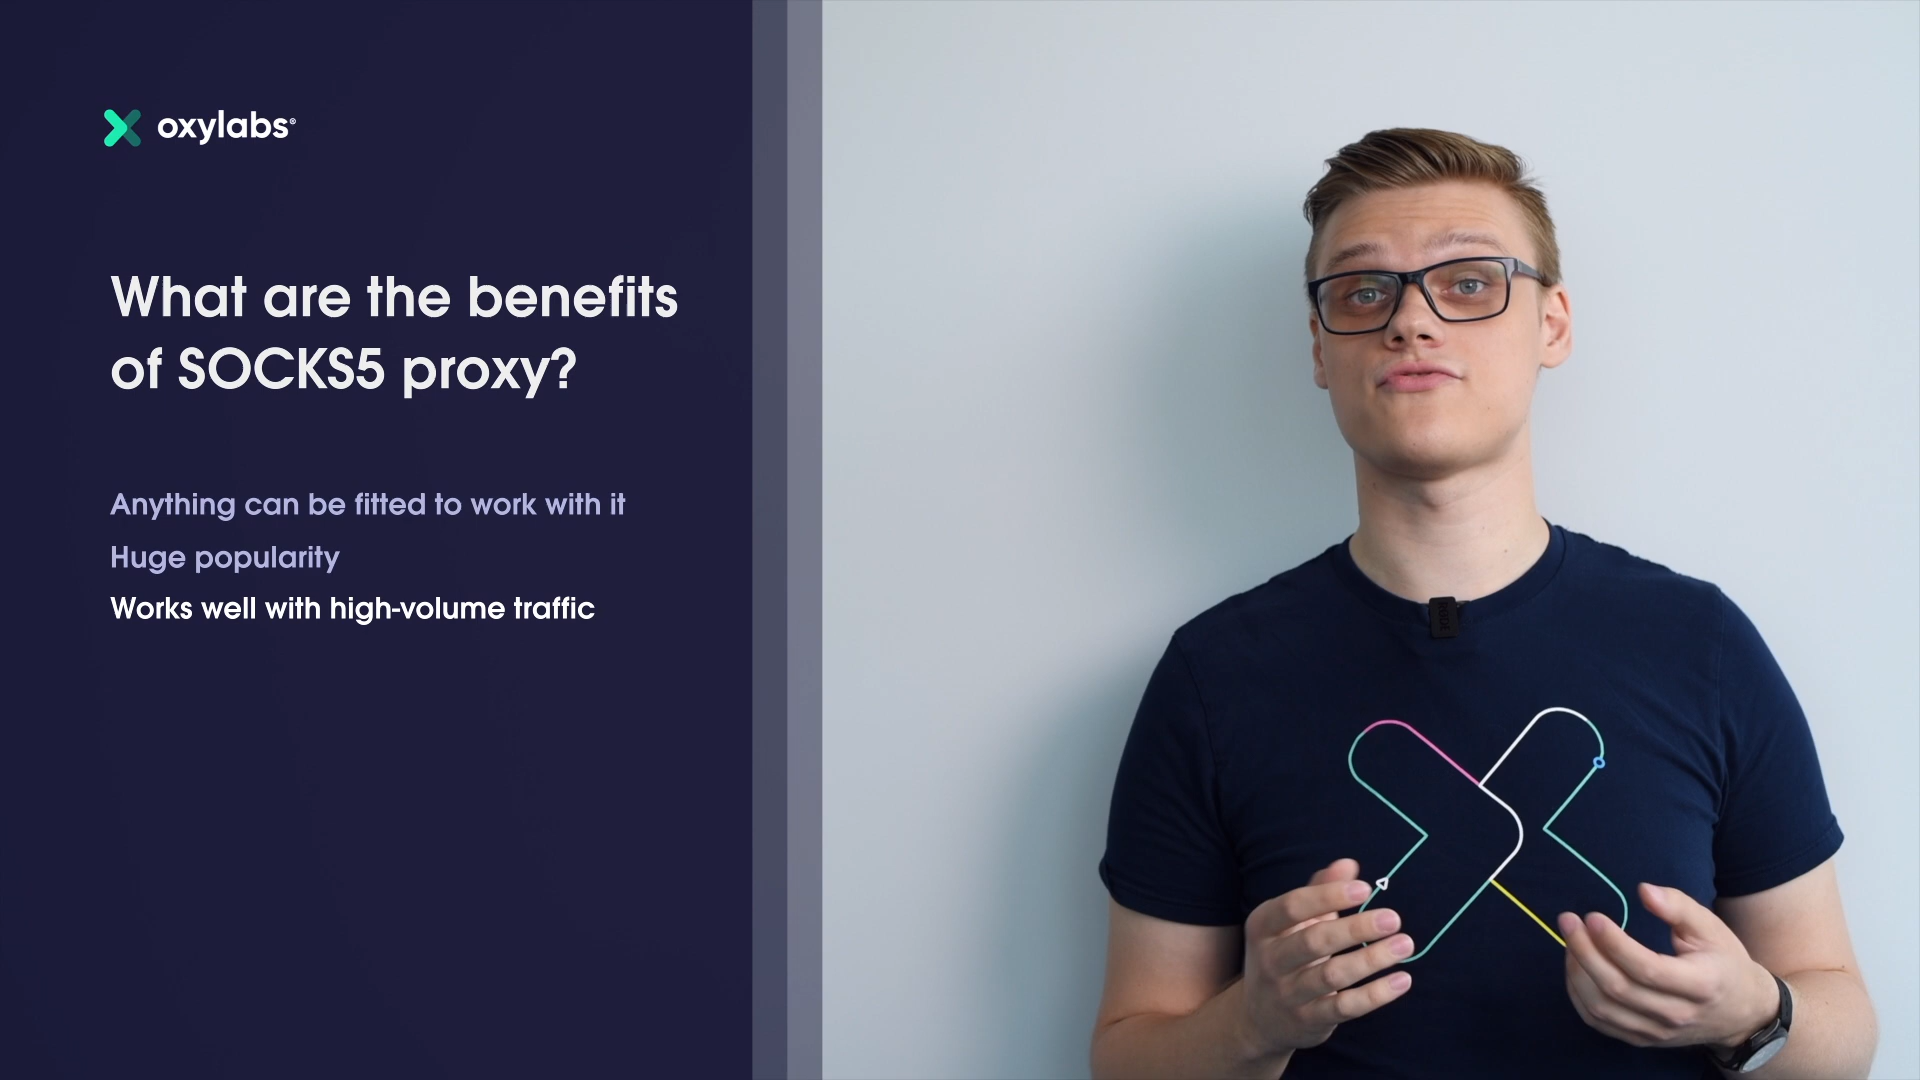 oxylabs®
What are the benefits
of SOCKS5 proxy?
Anything can be fitted to work with it
Huge popularity
Works well with high-volume traffic